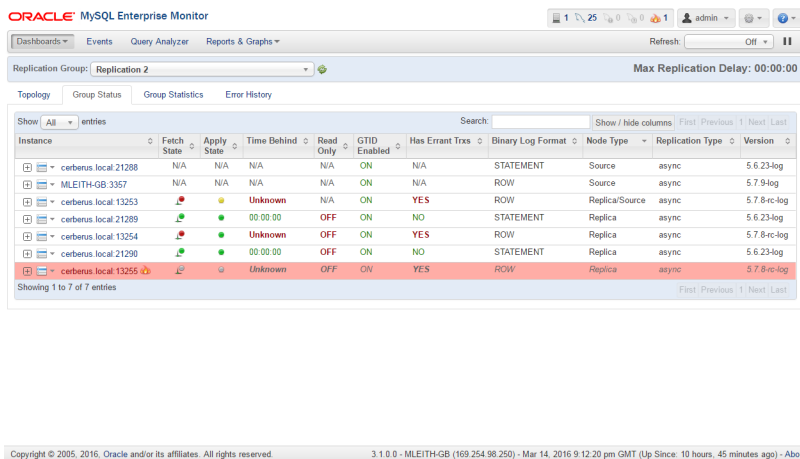 ORACLE® MySQL Enterprise Monitor
1 25 0 0 1 admin
Dashboards Events Query Analyzer Reports & Graphs Refresh: Off
Replication Group: Replication 2 Max Replication Delay: 00:00:00
Topology Group Status Group Statistics Error History
Show All entries Search: Show / hide columns First Previous 1 Next Last
Instance Fetch State Apply State Time Behind Read Only GTID Enabled Has Errant Trxs Binary Log Format Node Type Replication Type Version
cerberus.local:21288 N/A N/A N/A N/A ON N/A STATEMENT Source async 5.6.23-log
MLEITH-GB:3357 N/A N/A N/A N/A ON N/A ROW Source async 5.7.9-log
cerberus.local:13253 Unknown N/A ON YES ROW Replica/Source async 5.7.8-rc-log
cerberus.local:21289 00:00:00 OFF ON NO STATEMENT Replica async 5.6.23-log
cerberus.local:13254 Unknown OFF ON YES ROW Replica async 5.7.8-rc-log
cerberus.local:21290 00:00:00 OFF ON NO STATEMENT Replica async 5.6.23-log
cerberus.local:13255 Unknown OFF ON YES ROW Replica async 5.7.8-rc-log
Showing 1 to 7 of 7 entries First Previous 1 Next Last
Copyright © 2005, 2016, Oracle and/or its affiliates. All rights reserved. 3.1.0.0 - MLEITH-GB (169.254.98.250) - Mar 14, 2016 9:12:20 pm GMT (Up Since: 10 hours, 45 minutes ago) - Abo